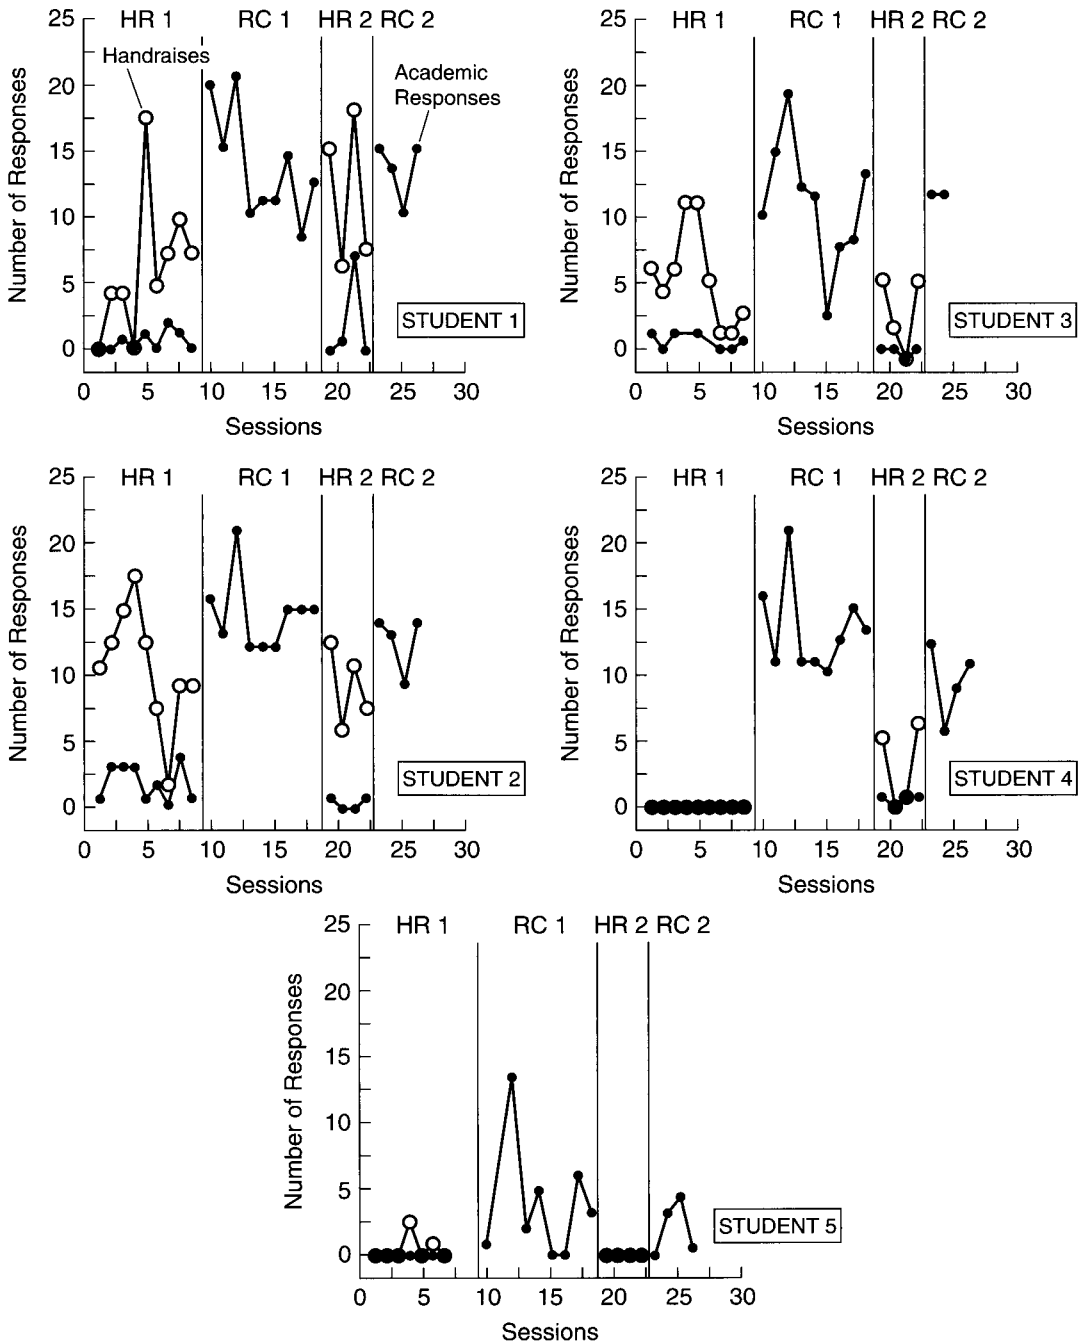 HR 1 RC 1 HR 2 RC 2
Handraises
Academic
Responses
Number of Responses
25
20
15
10
5
0
STUDENT 1
0 5 10 15 20 25 30
Sessions
HR 1 RC 1 HR 2 RC 2
Number of Responses
25
20
15
10
5
0
STUDENT 3
0 5 10 15 20 25 30
Sessions
HR 1 RC 1 HR 2 RC 2
Number of Responses
25
20
15
10
5
0
STUDENT 2
0 5 10 15 20 25 30
Sessions
HR 1 RC 1 HR 2 RC 2
Number of Responses
25
20
15
10
5
0
STUDENT 4
0 5 10 15 20 25 30
Sessions
HR 1 RC 1 HR 2 RC 2
Number of Responses
25
20
15
10
5
0
STUDENT 5
0 5 10 15 20 25 30
Sessions